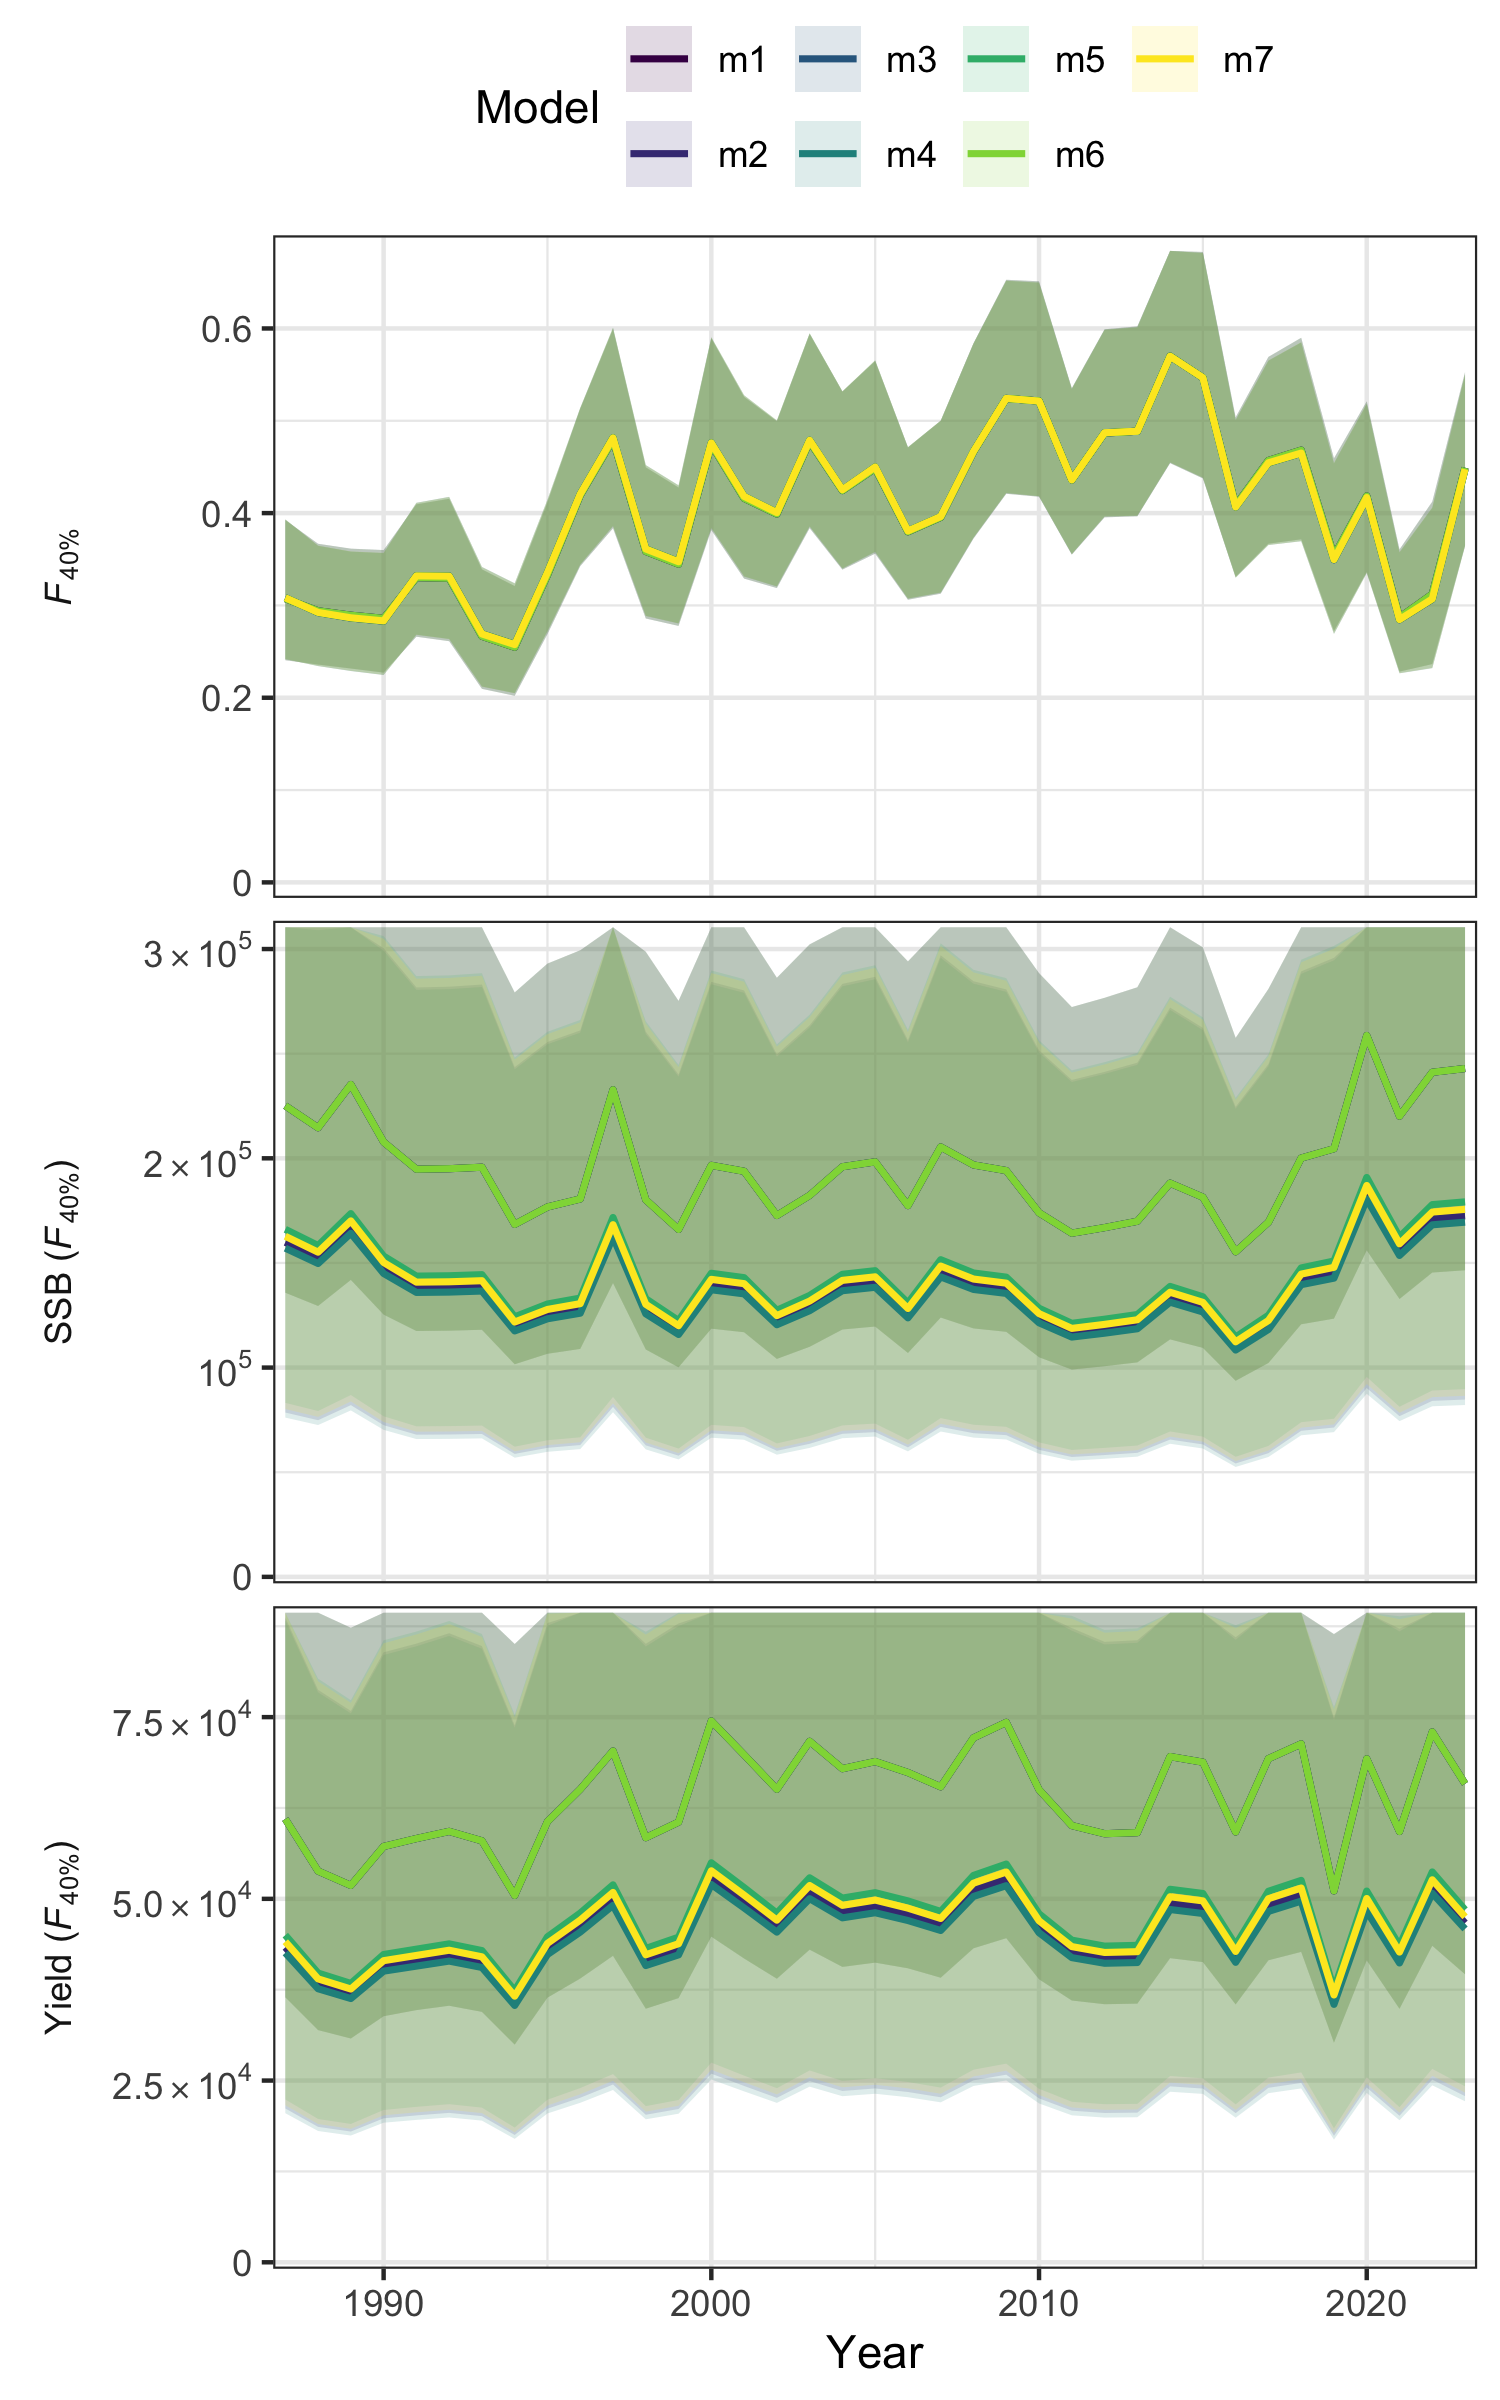 Model
m1 m3 m5 m7
m2 m4 m6
F40%
0.6
0.4
0.2
0
SSB (F40%)
3 × 10⁵
2 × 10⁵
10⁵
0
Yield (F40%)
7.5 × 10⁴
5.0 × 10⁴
2.5 × 10⁴
0
1990 2000 2010 2020
Year